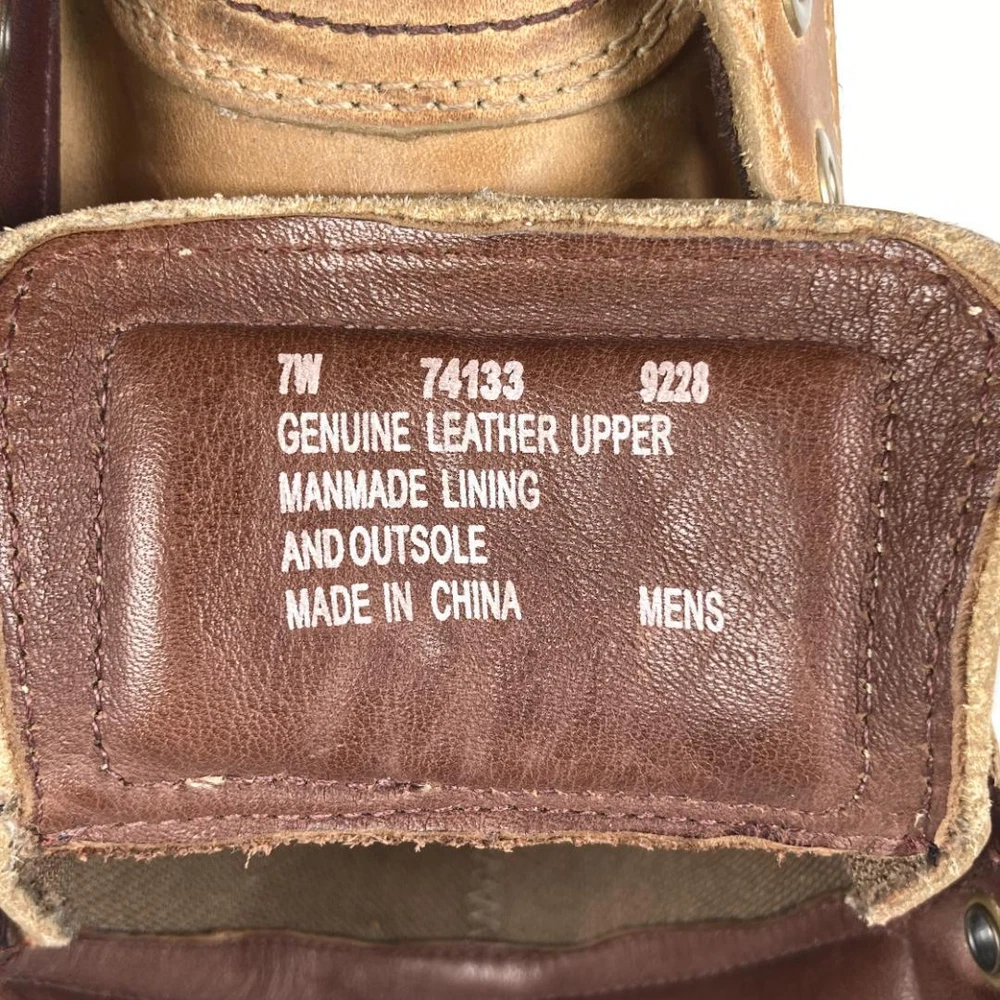 7W 74133 9228
GENUINE LEATHER UPPER
MANMADE LINING
AND OUTSOLE
MADE IN CHINA MENS